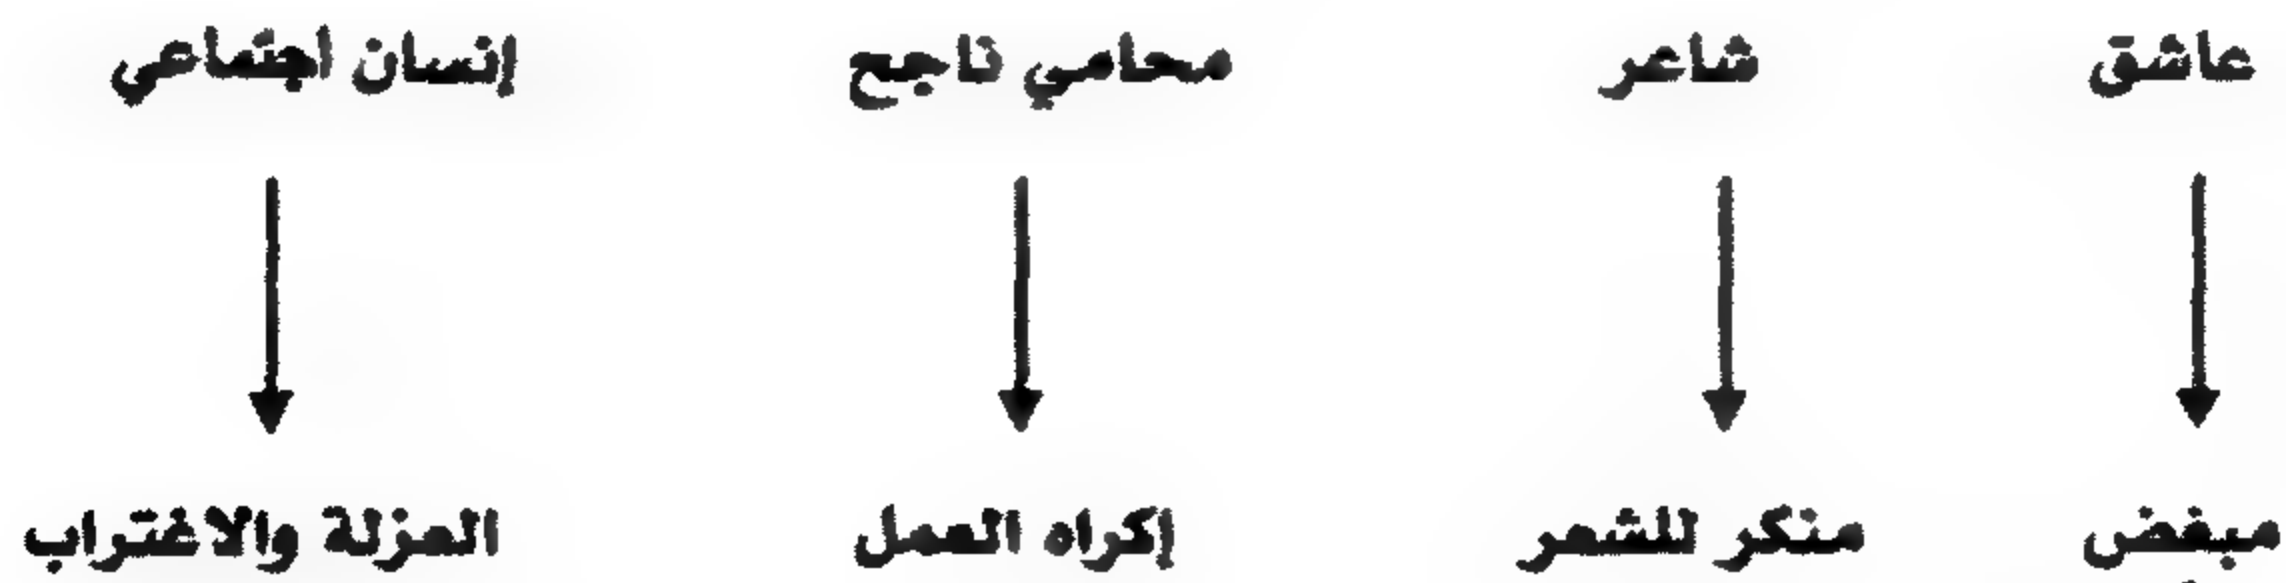 عاشق شاعر محامي ناجح إنسان اجتماعي
مبغض منكر للشعر إكراه العمل العزلة والاغتراب